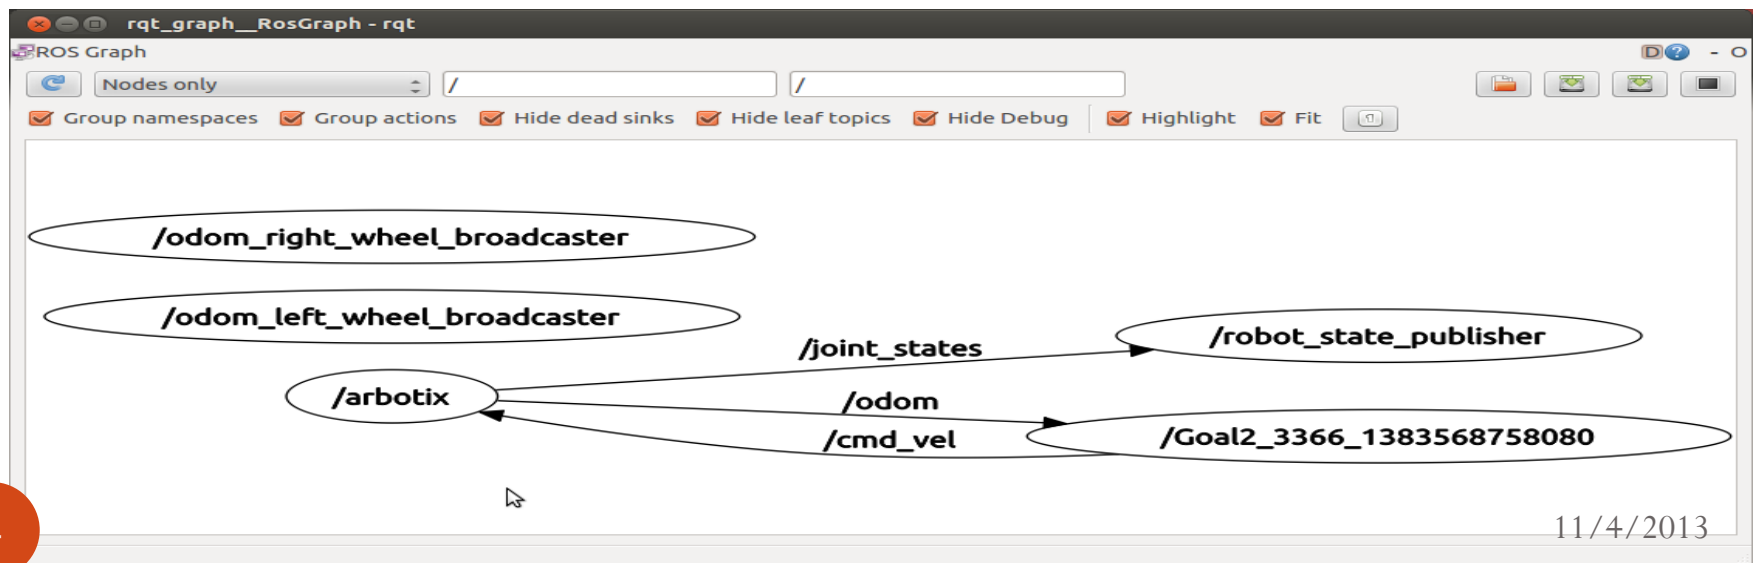 rqt_graph__RosGraph - rqt
ROS Graph D ? - O
Nodes only / /
Group namespaces Group actions Hide dead sinks Hide leaf topics Hide Debug Highlight Fit
/odom_right_wheel_broadcaster
/odom_left_wheel_broadcaster
/joint_states
/robot_state_publisher
/arbotix
/odom
/cmd_vel
/Goal2_3366_1383568758080
11/4/2013